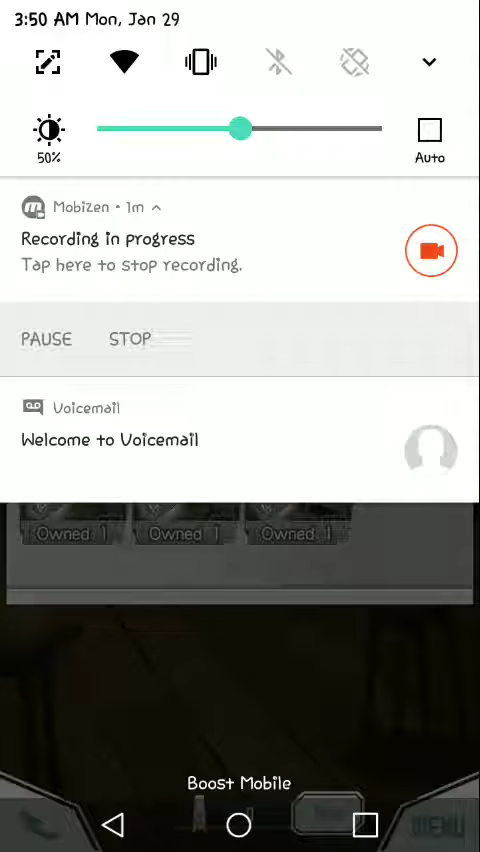 3:50 AM Mon, Jan 29
50%
Auto
Mobizen • 1m
Recording in progress
Tap here to stop recording.
PAUSE STOP
Voicemail
Welcome to Voicemail
Owned: 1 Owned: 1 Owned: 1
Boost Mobile
MENU